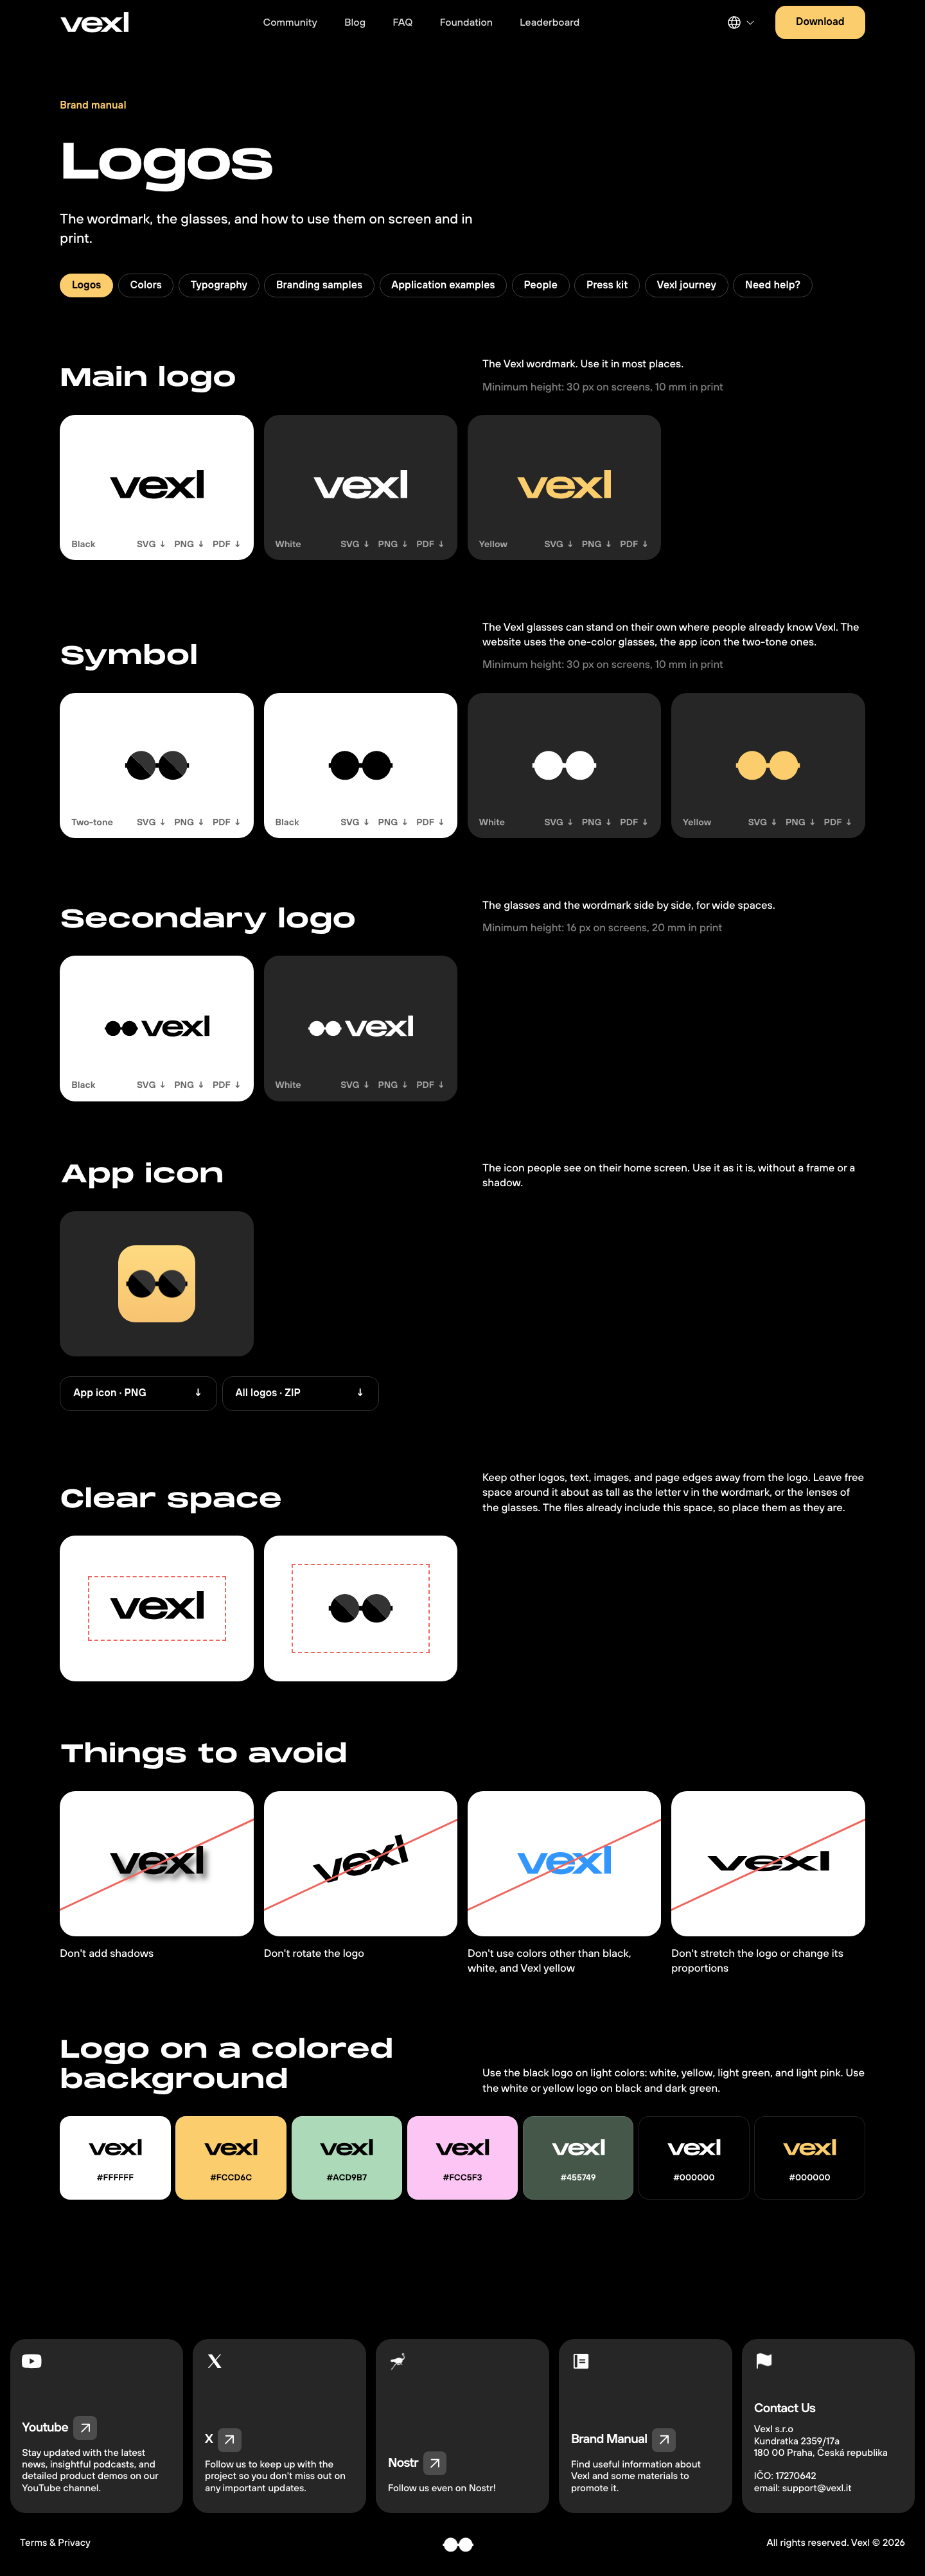 vexl
Community Blog FAQ Foundation Leaderboard
Download
Brand manual
Logos
The wordmark, the glasses, and how to use them on screen and in
print.
Logos Colors Typography Branding samples Application examples People Press kit Vexl journey Need help?
Main logo
The Vexl wordmark. Use it in most places.
Minimum height: 30 px on screens, 10 mm in print
vexl vexl vexl
Black SVG ↓ PNG ↓ PDF ↓ White SVG ↓ PNG ↓ PDF ↓ Yellow SVG ↓ PNG ↓ PDF ↓
Symbol
The Vexl glasses can stand on their own where people already know Vexl. The
website uses the one-color glasses, the app icon the two-tone ones.
Minimum height: 30 px on screens, 10 mm in print
Two-tone SVG ↓ PNG ↓ PDF ↓ Black SVG ↓ PNG ↓ PDF ↓ White SVG ↓ PNG ↓ PDF ↓ Yellow SVG ↓ PNG ↓ PDF ↓
Secondary logo
The glasses and the wordmark side by side, for wide spaces.
Minimum height: 16 px on screens, 20 mm in print
vexl vexl
Black SVG ↓ PNG ↓ PDF ↓ White SVG ↓ PNG ↓ PDF ↓
App icon
The icon people see on their home screen. Use it as it is, without a frame or a
shadow.
App icon · PNG ↓ All logos · ZIP ↓
Clear space
Keep other logos, text, images, and page edges away from the logo. Leave free
space around it about as tall as the letter v in the wordmark, or the lenses of
the glasses. The files already include this space, so place them as they are.
vexl
Things to avoid
vexl vexl vexl vexl
Don't add shadows
Don't rotate the logo
Don't use colors other than black,
white, and Vexl yellow
Don't stretch the logo or change its
proportions
Logo on a colored
background
Use the black logo on light colors: white, yellow, light green, and light pink. Use
the white or yellow logo on black and dark green.
vexl vexl vexl vexl vexl vexl vexl
#FFFFFF #FCCD6C #ACD9B7 #FCC5F3 #455749 #000000 #000000
Youtube
Stay updated with the latest
news, insightful podcasts, and
detailed product demos on our
YouTube channel.
X
Follow us to keep up with the
project so you don't miss out on
any important updates.
Nostr
Follow us even on Nostr!
Brand Manual
Find useful information about
Vexl and some materials to
promote it.
Contact Us
Vexl s.r.o
Kundratka 2359/17a
180 00 Praha, Česká republika
IČO: 17270642
email: support@vexl.it
Terms & Privacy
All rights reserved. Vexl © 2026